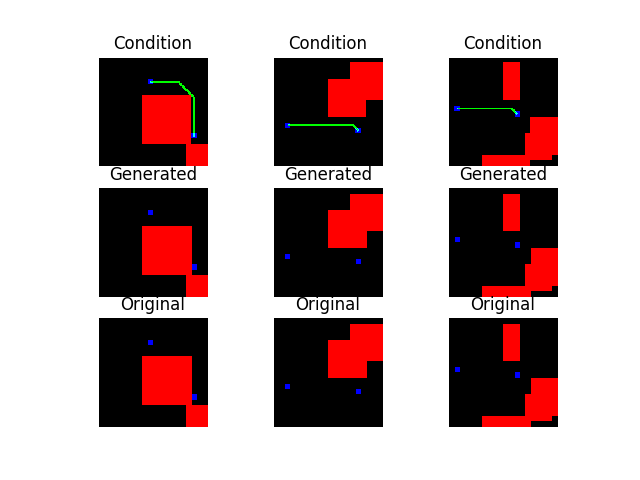 Condition
Condition
Condition
Generated
Generated
Generated
Original
Original
Original